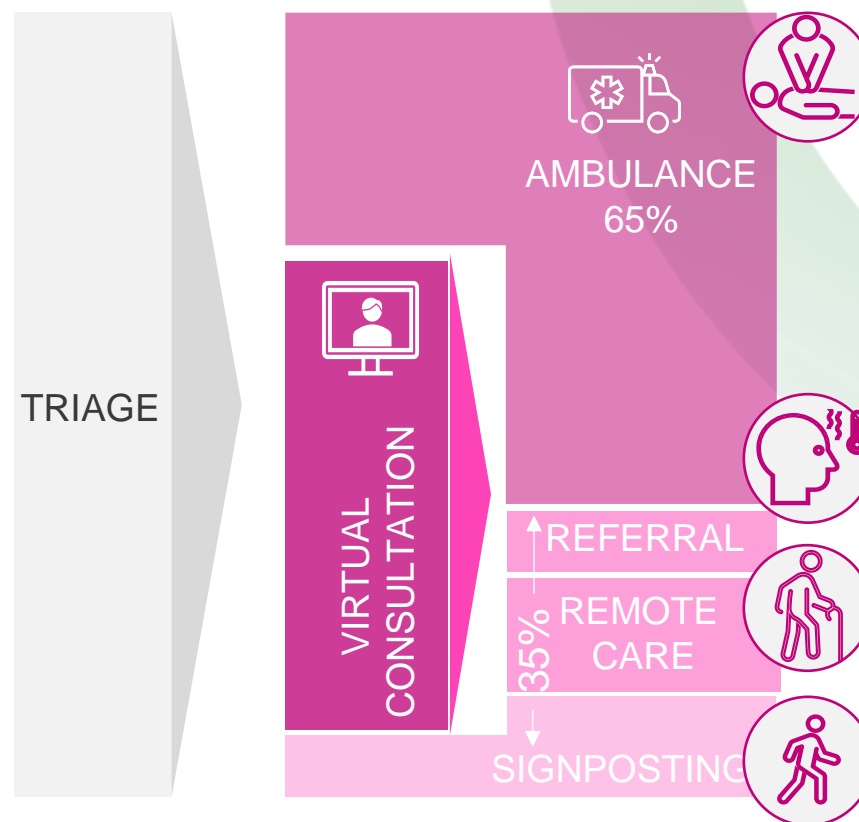 AMBULANCE
65%
TRIAGE
VIRTUAL
CONSULTATION
REFERRAL
35%
REMOTE
CARE
SIGNPOSTING